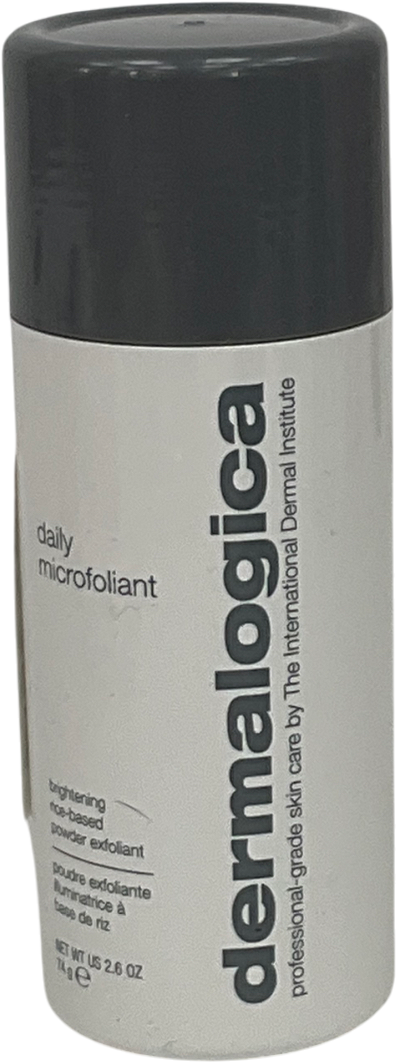 daily
microfoliant
brightening
rice-based
powder exfoliant
poudre exfoliante
illuminatrice à
base de riz
NET WT US 2.6 OZ
74 g ℮
dermalogica
professional-grade skin care by The International Dermal Institute